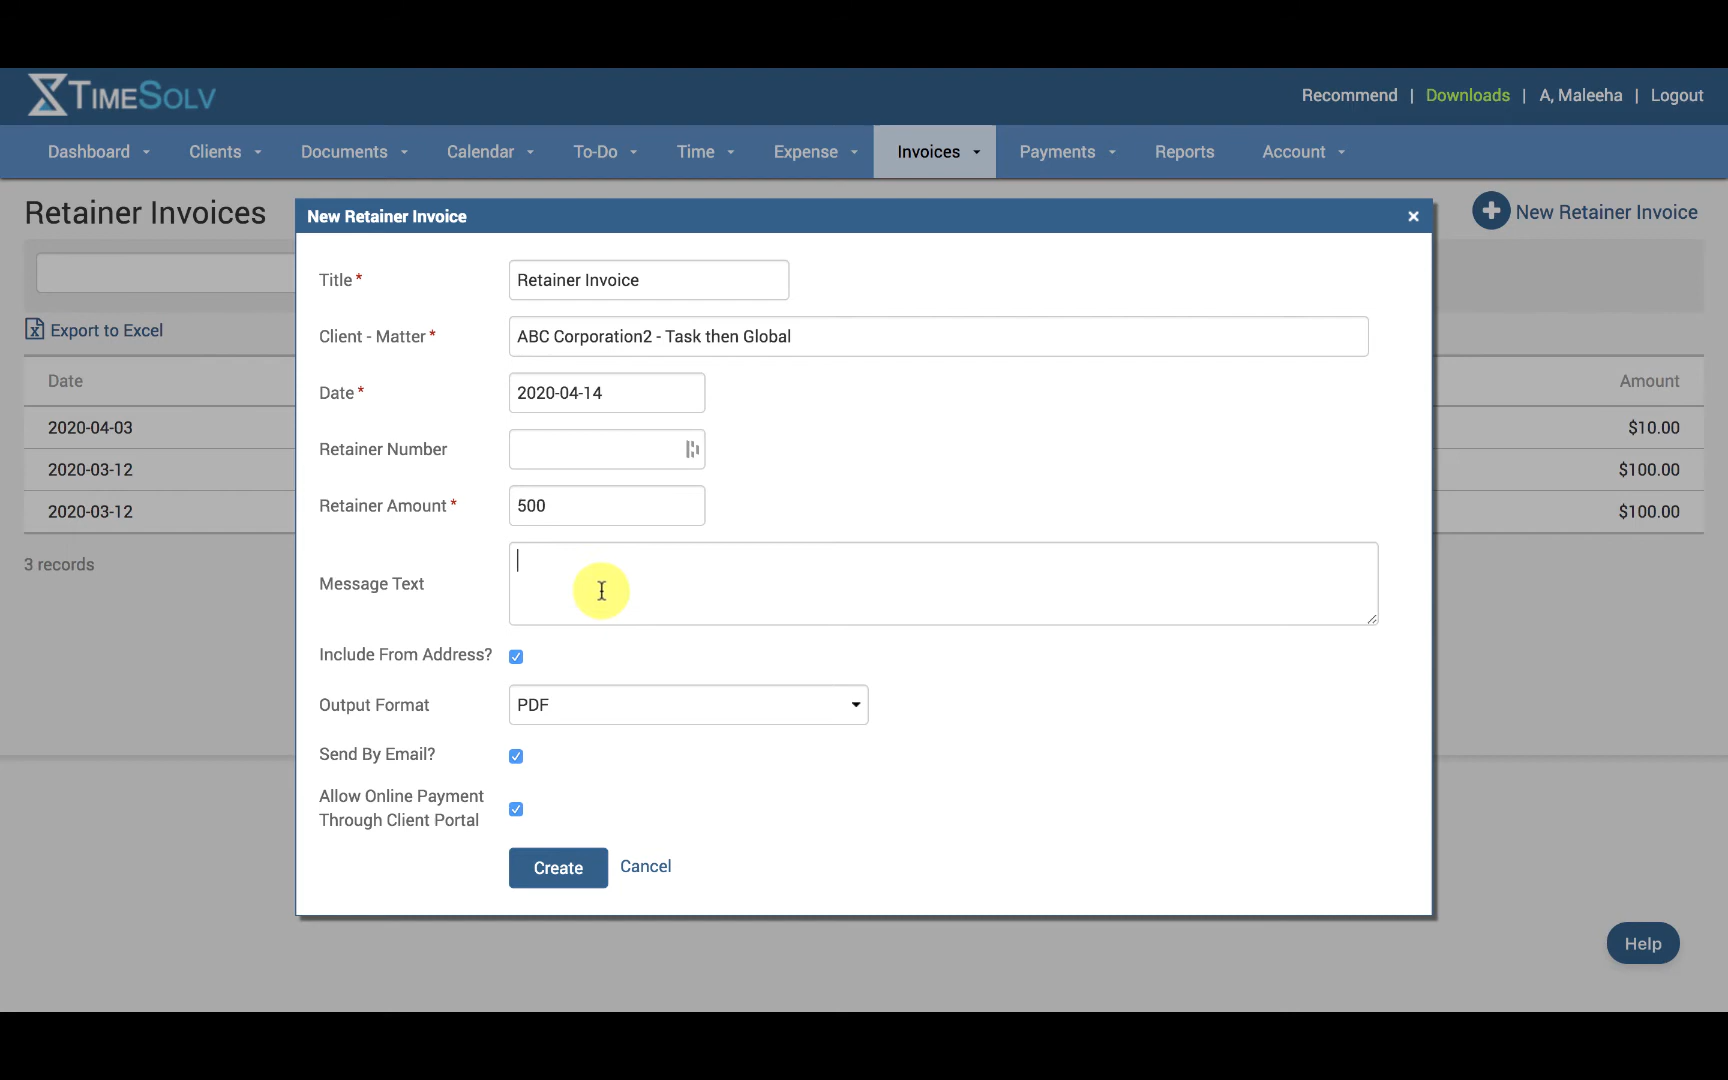 TIMESOLV
Recommend | Downloads | A, Maleeha | Logout
Dashboard Clients Documents Calendar To-Do Time Expense Invoices Payments Reports Account
Retainer Invoices
New Retainer Invoice
New Retainer Invoice
×
Title *
Retainer Invoice
Client - Matter *
ABC Corporation2 - Task then Global
Date *
2020-04-14
Retainer Number
Retainer Amount *
500
Message Text
Include From Address?
Output Format
PDF
Send By Email?
Allow Online Payment
Through Client Portal
Create
Cancel
Export to Excel
Date Amount
2020-04-03 $10.00
2020-03-12 $100.00
2020-03-12 $100.00
3 records
Help